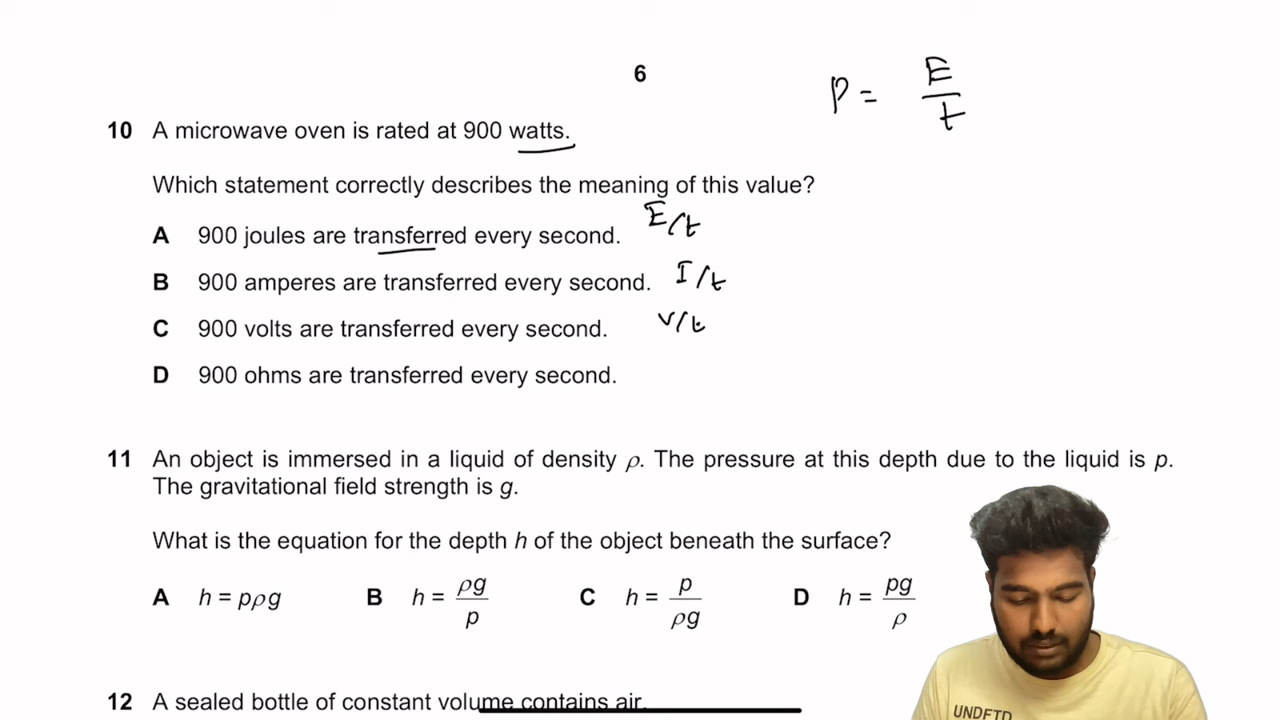 6
P = E/t
10 A microwave oven is rated at 900 watts.
Which statement correctly describes the meaning of this value?
A 900 joules are transferred every second. E/t
B 900 amperes are transferred every second. I/t
C 900 volts are transferred every second. V/t
D 900 ohms are transferred every second.
11 An object is immersed in a liquid of density ρ. The pressure at this depth due to the liquid is p.
The gravitational field strength is g.
What is the equation for the depth h of the object beneath the surface?
A h = pρg B h = ρg/p C h = p/ρg D h = pg/ρ
12 A sealed bottle of constant volume contains air.
UNDFTD